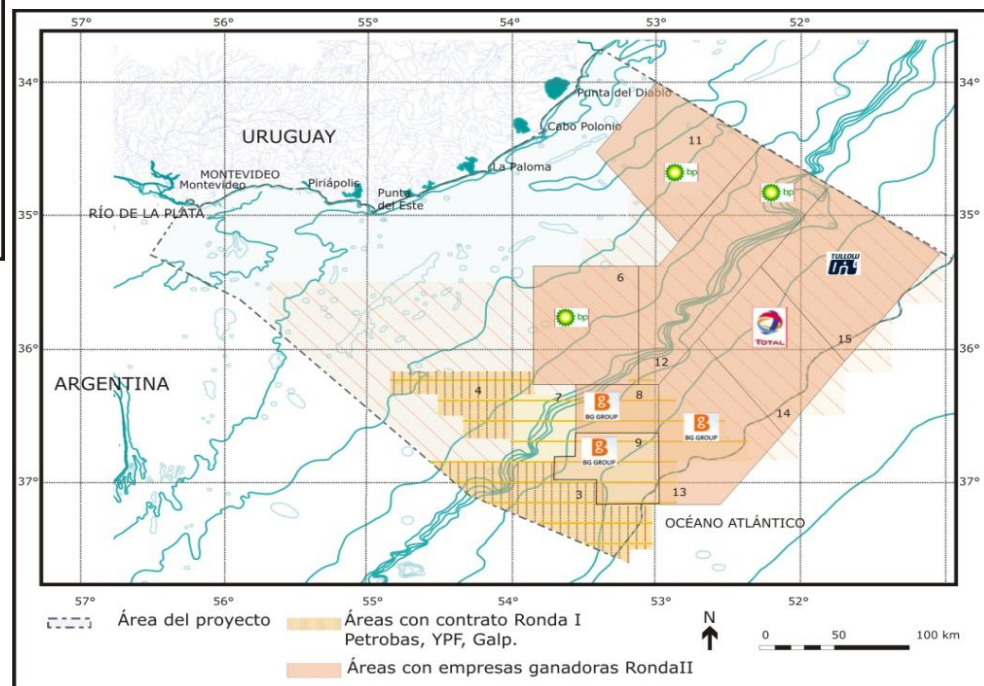 57°
56°
55°
54°
53°
52°
34°
34°
Punta del Diablo
11
URUGUAY
Cabo Polonio
bp
La Paloma
MONTEVIDEO
Montevideo
Piriápolis
Punta
del Este
bp
RÍO DE LA PLATA
35°
35°
TULLOW
OIL
6
bp
TOTAL
15
36°
36°
12
ARGENTINA
4
7
8
14
BG GROUP
BG GROUP
9
BG GROUP
37°
37°
3
13
OCÉANO ATLÁNTICO
57°
56°
55°
54°
53°
52°
Área del proyecto
Áreas con contrato Ronda I
Petrobas, YPF, Galp.
Áreas con empresas ganadoras RondaII
N
0 50 100 km